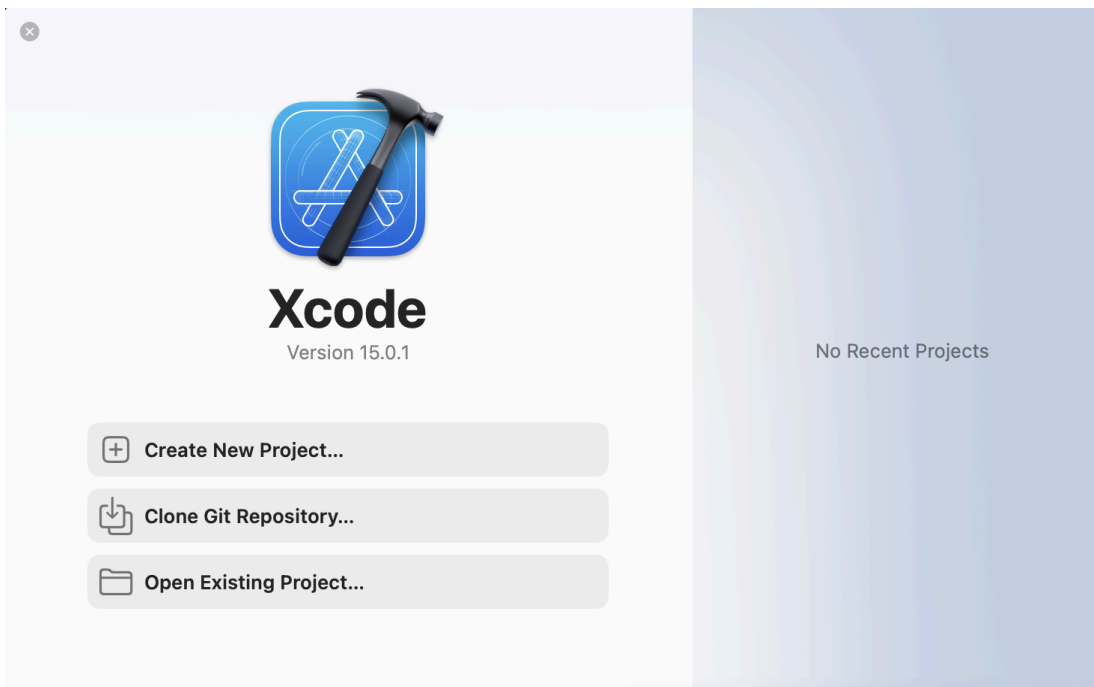 Xcode
Version 15.0.1
Create New Project...
Clone Git Repository...
Open Existing Project...
No Recent Projects